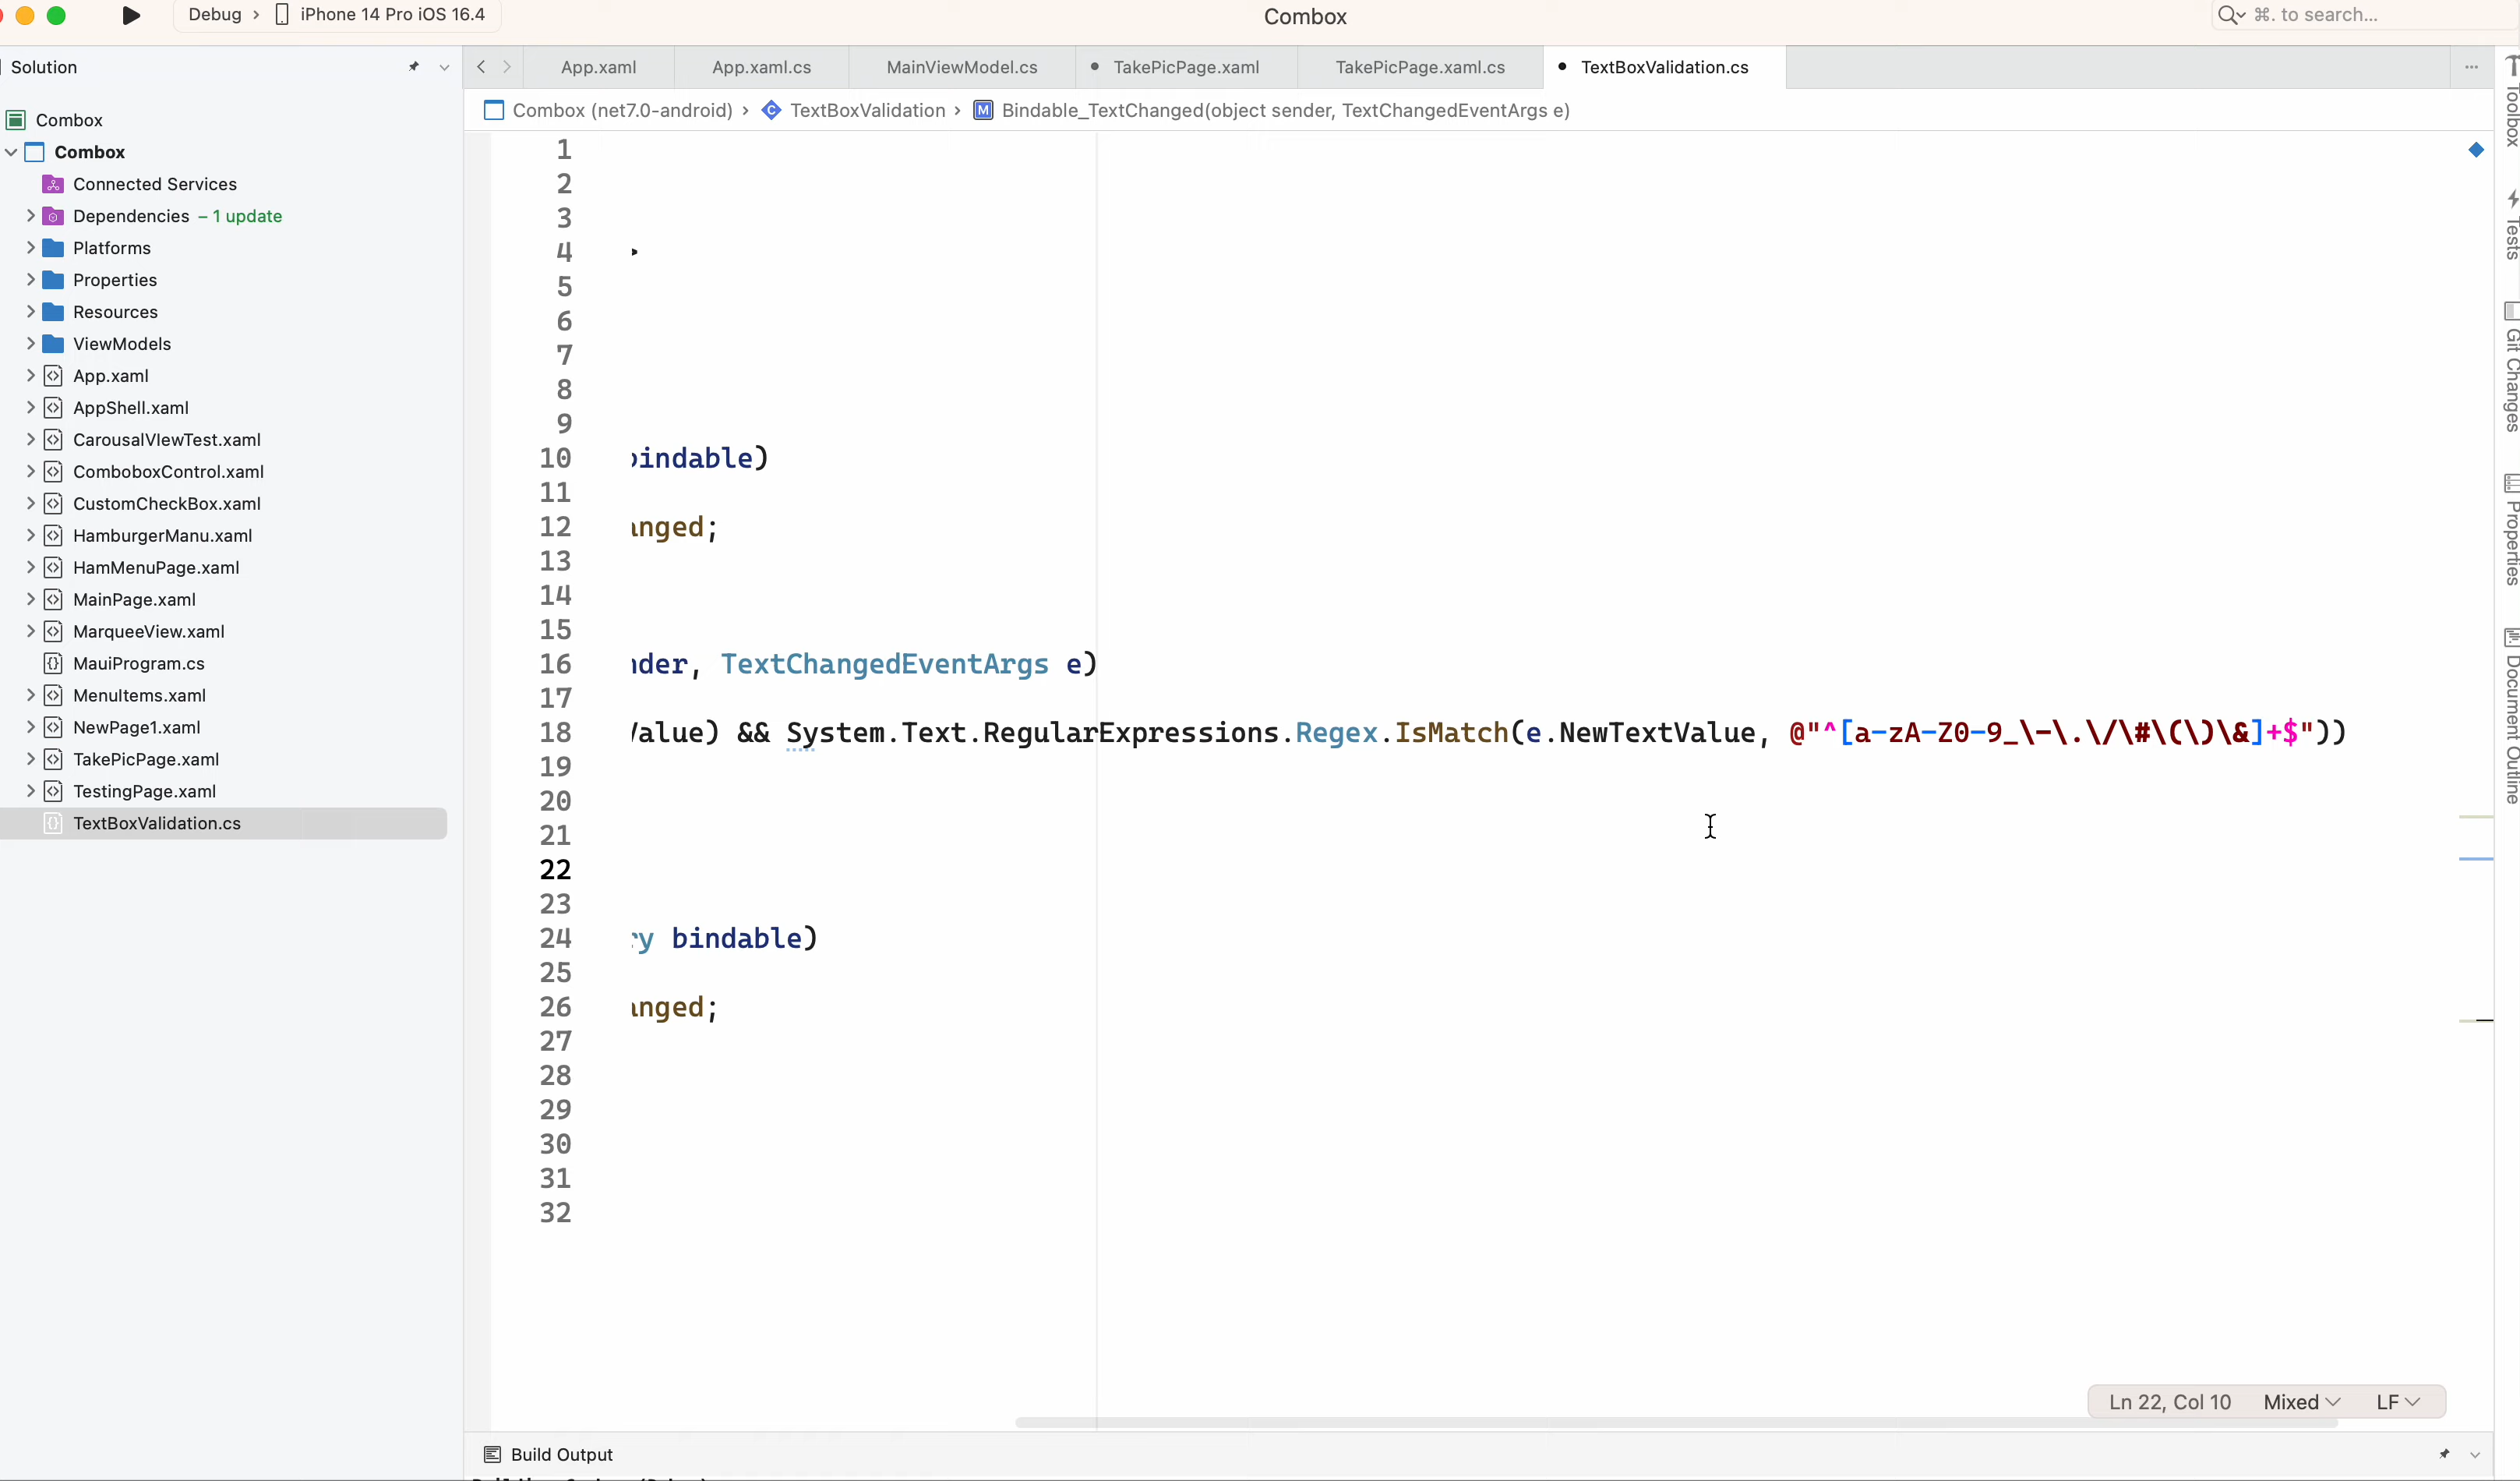 Debug > iPhone 14 Pro iOS 16.4
Combox
⌘. to search...
Solution
App.xaml
App.xaml.cs
MainViewModel.cs
TakePicPage.xaml
TakePicPage.xaml.cs
TextBoxValidation.cs
Combox (net7.0-android) > TextBoxValidation > M Bindable_TextChanged(object sender, TextChangedEventArgs e)
Combox
Combox
Connected Services
Dependencies – 1 update
Platforms
Properties
Resources
ViewModels
App.xaml
AppShell.xaml
CarousalVIewTest.xaml
ComboboxControl.xaml
CustomCheckBox.xaml
HamburgerManu.xaml
HamMenuPage.xaml
MainPage.xaml
MarqueeView.xaml
MauiProgram.cs
MenuItems.xaml
NewPage1.xaml
TakePicPage.xaml
TestingPage.xaml
TextBoxValidation.cs
1
2
3
4
5
6
7
8
9
10 bindable)
11
12 anged;
13
14
15
16 nder, TextChangedEventArgs e)
17
18 Value) && System.Text.RegularExpressions.Regex.IsMatch(e.NewTextValue, @"^[a-zA-Z0-9_\-\.\/\#\(\)\&]+$"))
19
20
21
22
23
24 ry bindable)
25
26 anged;
27
28
29
30
31
32
Toolbox
Tests
Git Changes
Properties
Document Outline
Ln 22, Col 10 Mixed LF
Build Output